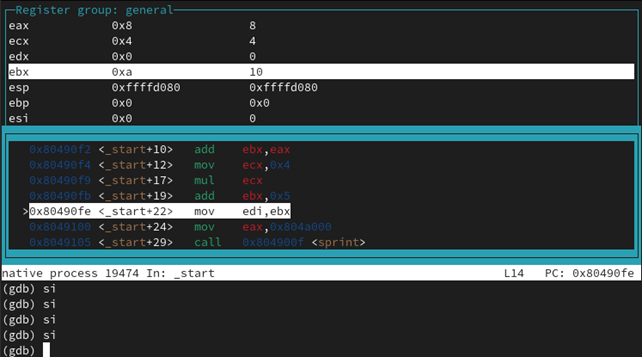 Register group: general
eax 0x8 8
ecx 0x4 4
edx 0x0 0
ebx 0xa 10
esp 0xffffd080 0xffffd080
ebp 0x0 0x0
esi 0x0 0
0x80490f2 <_start+10> add ebx,eax
0x80490f4 <_start+12> mov ecx,0x4
0x80490f9 <_start+17> mul ecx
0x80490fb <_start+19> add ebx,0x5
>0x80490fe <_start+22> mov edi,ebx
0x8049100 <_start+24> mov eax,0x804a000
0x8049105 <_start+29> call 0x804900f <sprint>
native process 19474 In: _start L14 PC: 0x80490fe
(gdb) si
(gdb) si
(gdb) si
(gdb) si
(gdb)